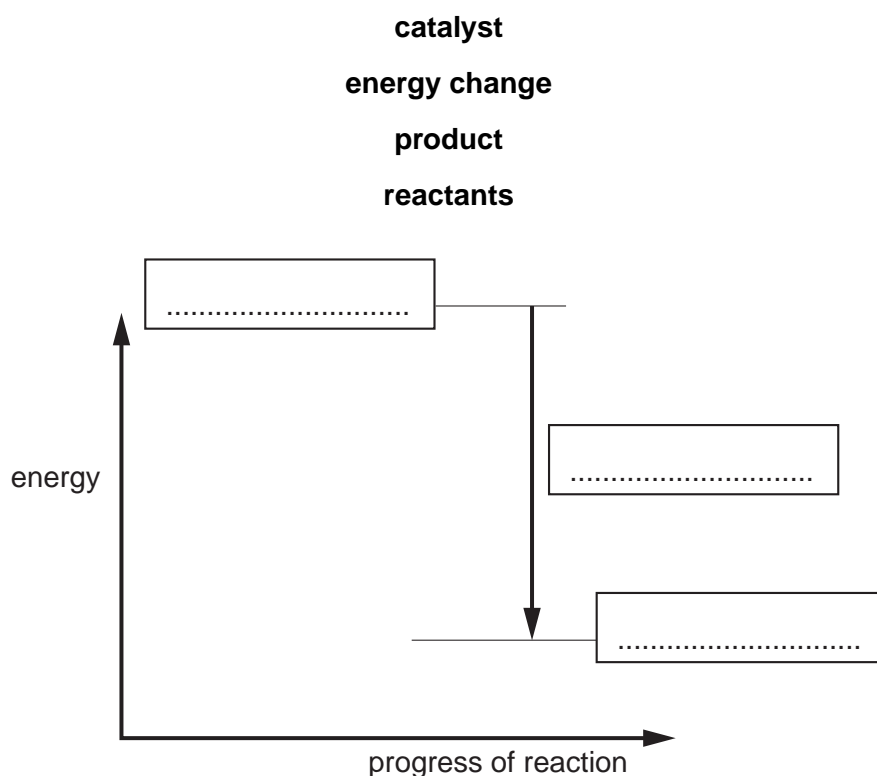 catalyst
energy change
product
reactants
..............................
..............................
energy
..............................
progress of reaction